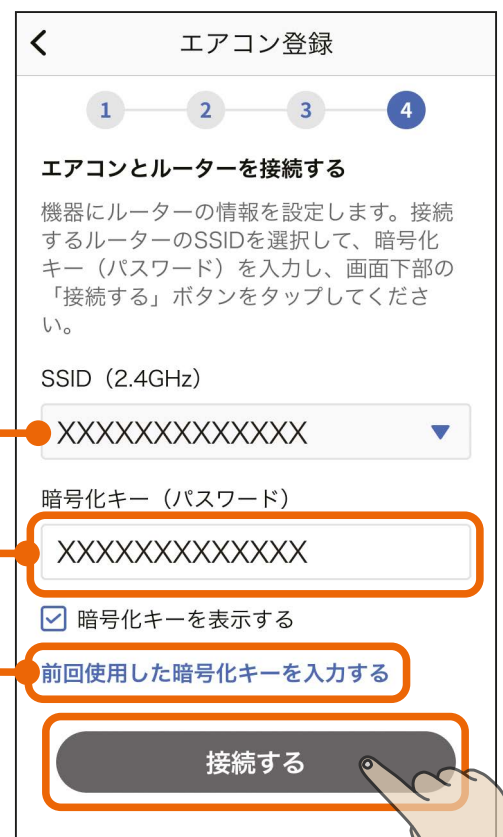 エアコン登録
1 2 3 4
エアコンとルーターを接続する
機器にルーターの情報を設定します。接続
するルーターのSSIDを選択して、暗号化
キー（パスワード）を入力し、画面下部の
「接続する」ボタンをタップしてくださ
い。
SSID（2.4GHz）
XXXXXXXXXXXXX
暗号化キー（パスワード）
XXXXXXXXXXXXX
暗号化キーを表示する
前回使用した暗号化キーを入力する
接続する